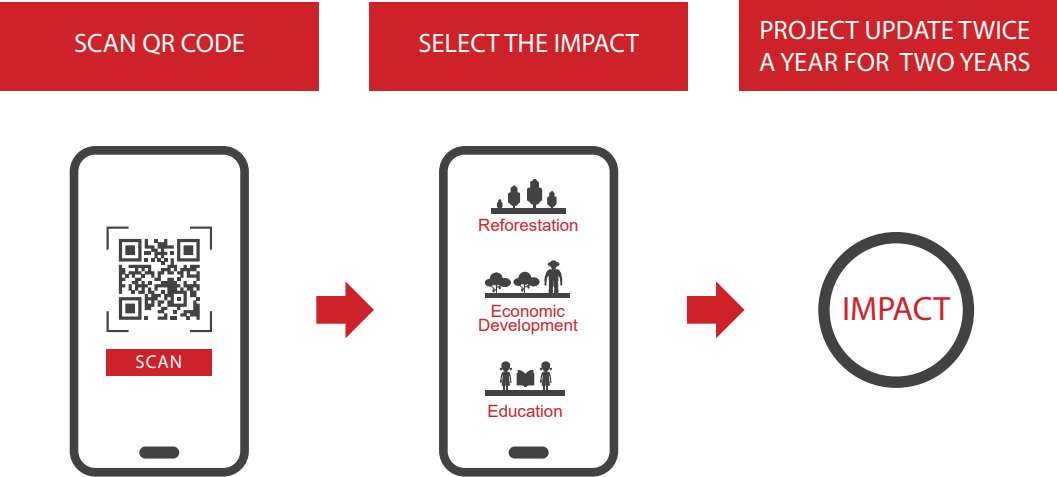 SCAN QR CODE
SELECT THE IMPACT
PROJECT UPDATE TWICE
A YEAR FOR TWO YEARS
SCAN
Reforestation
Economic
Development
Education
IMPACT